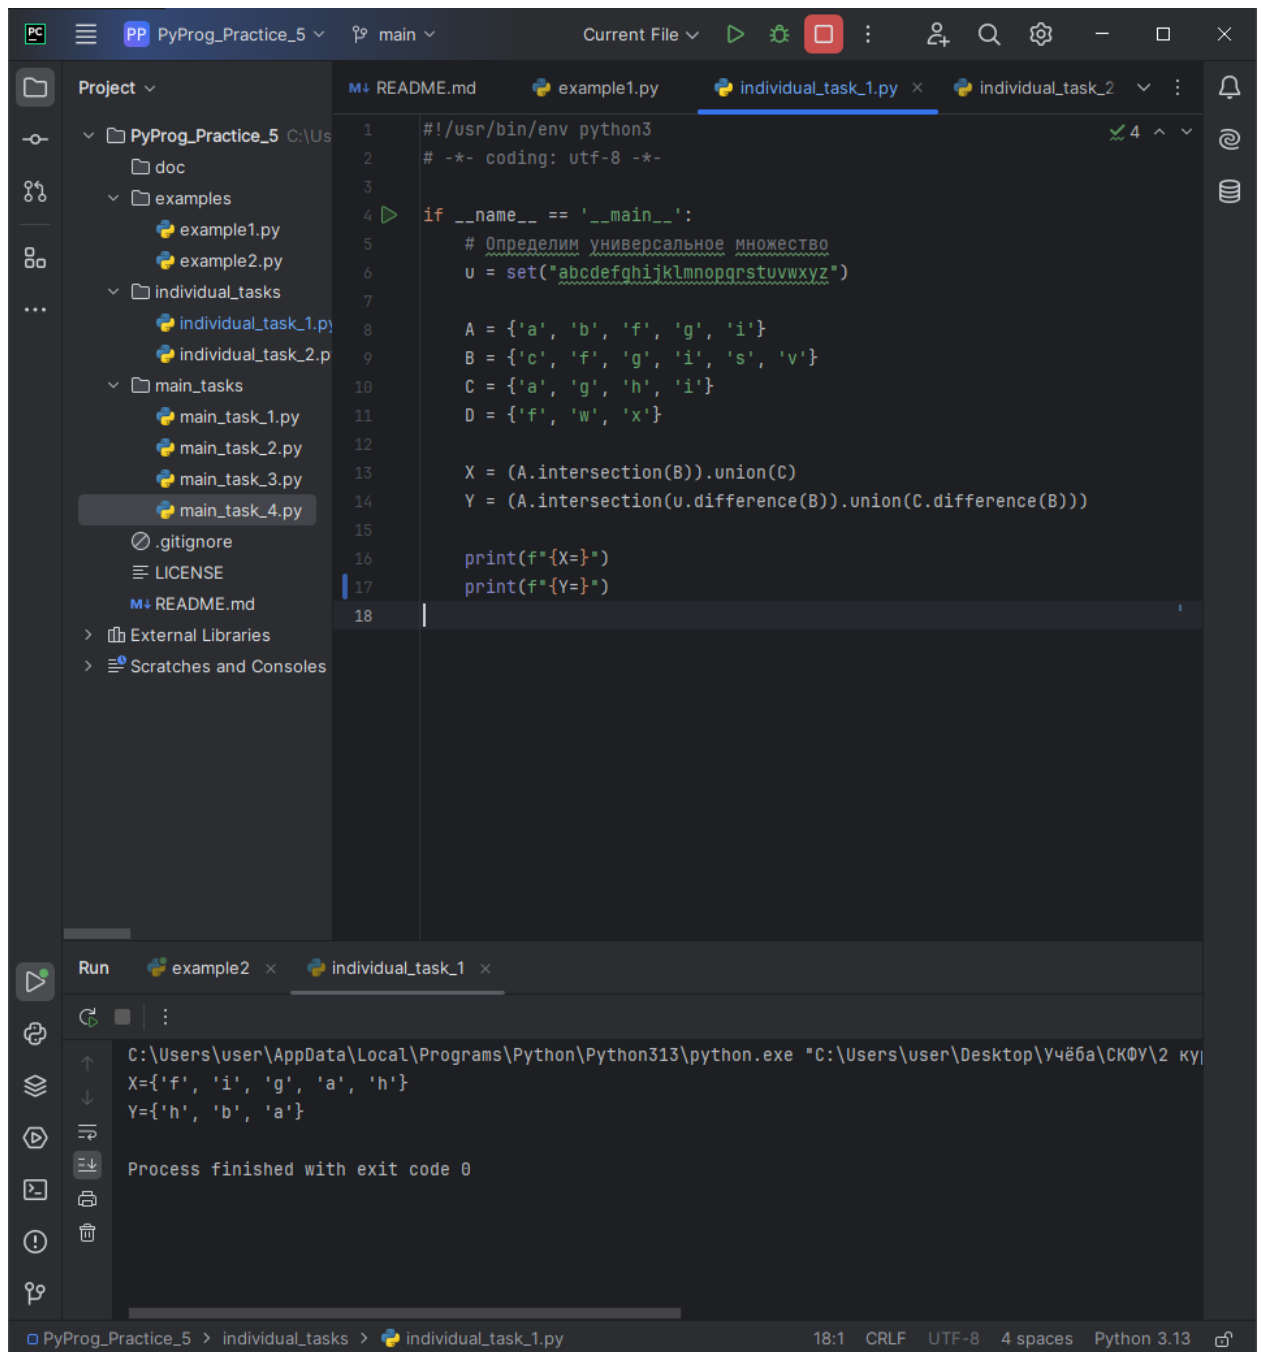 PC
PP PyProg_Practice_5 main Current File
Project
README.md example1.py individual_task_1.py individual_task_2
PyProg_Practice_5 C:\Us
doc
examples
example1.py
example2.py
individual_tasks
individual_task_1.py
individual_task_2.p
main_tasks
main_task_1.py
main_task_2.py
main_task_3.py
main_task_4.py
.gitignore
LICENSE
M↓ README.md
External Libraries
Scratches and Consoles
4
1 #!/usr/bin/env python3
2 # -*- coding: utf-8 -*-
3
4 if __name__ == '__main__':
5 # Определим универсальное множество
6 u = set("abcdefghijklmnopqrstuvwxyz")
7
8 A = {'a', 'b', 'f', 'g', 'i'}
9 B = {'c', 'f', 'g', 'i', 's', 'v'}
10 C = {'a', 'g', 'h', 'i'}
11 D = {'f', 'w', 'x'}
12
13 X = (A.intersection(B)).union(C)
14 Y = (A.intersection(u.difference(B)).union(C.difference(B)))
15
16 print(f"{X=}")
17 print(f"{Y=}")
18
Run example2 individual_task_1
C:\Users\user\AppData\Local\Programs\Python\Python313\python.exe "C:\Users\user\Desktop\Учёба\СКФУ\2 кур
X={'f', 'i', 'g', 'a', 'h'}
Y={'h', 'b', 'a'}
Process finished with exit code 0
PyProg_Practice_5 > individual_tasks > individual_task_1.py 18:1 CRLF UTF-8 4 spaces Python 3.13